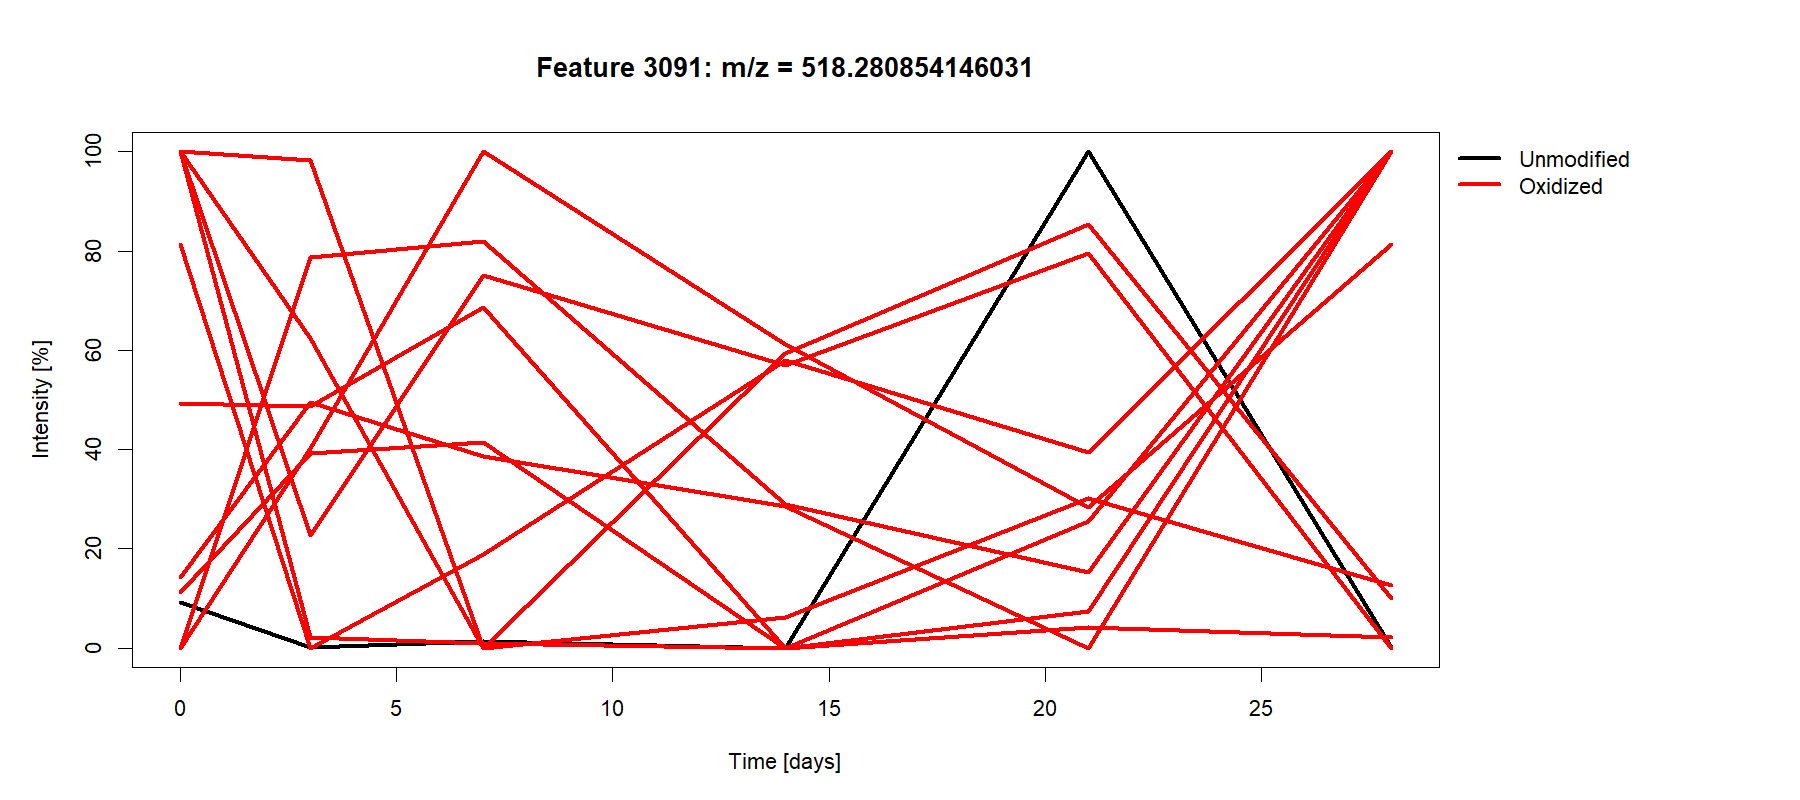 Feature 3091: m/z = 518.280854146031
Unmodified
Oxidized
Intensity [%]
100
80
60
40
20
0
0 5 10 15 20 25
Time [days]